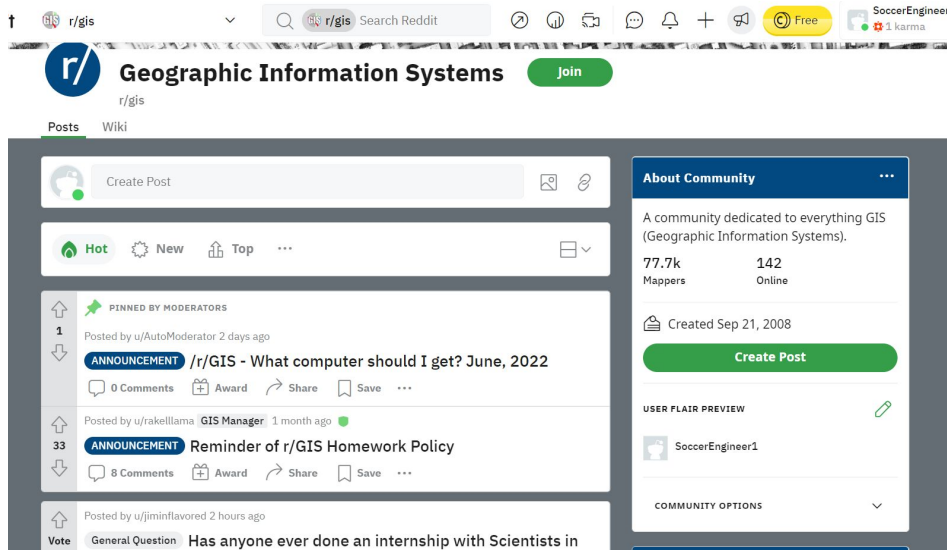 t r/gis r/gis Search Reddit Free SoccerEngineer
1 karma
r/ Geographic Information Systems Join
r/gis
Posts Wiki
Create Post
Hot New Top ...
PINNED BY MODERATORS
1
Posted by u/AutoModerator 2 days ago
ANNOUNCEMENT /r/GIS - What computer should I get? June, 2022
0 Comments Award Share Save ...
Posted by u/rakelllama GIS Manager 1 month ago
33
ANNOUNCEMENT Reminder of r/GIS Homework Policy
8 Comments Award Share Save ...
Posted by u/jiminflavored 2 hours ago
Vote General Question Has anyone ever done an internship with Scientists in
About Community ...
A community dedicated to everything GIS
(Geographic Information Systems).
77.7k 142
Mappers Online
Created Sep 21, 2008
Create Post
USER FLAIR PREVIEW
SoccerEngineer1
COMMUNITY OPTIONS